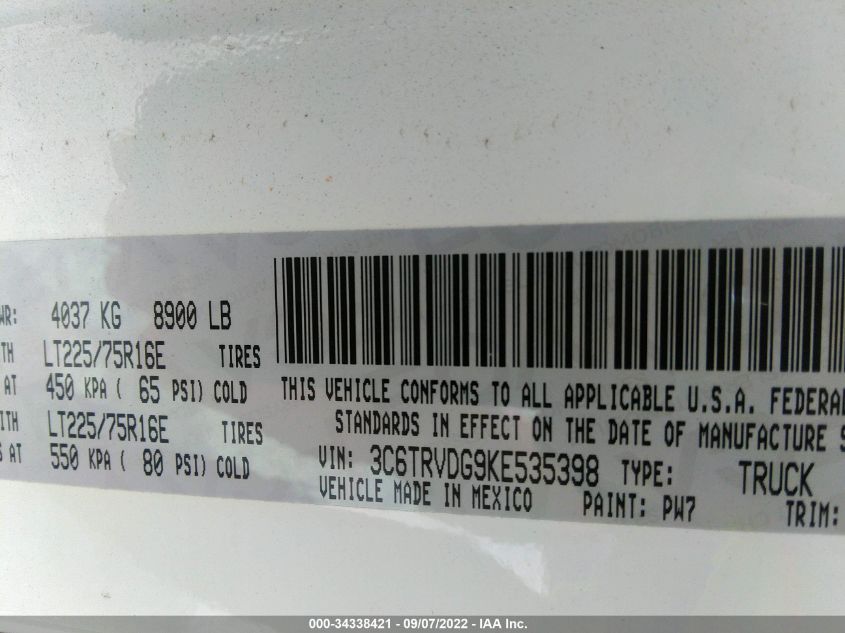 WR: 4037 KG 8900 LB
TH LT225/75R16E TIRES
AT 450 KPA ( 65 PSI) COLD
ITH LT225/75R16E TIRES
S AT 550 KPA ( 80 PSI) COLD
THIS VEHICLE CONFORMS TO ALL APPLICABLE U.S.A. FEDERAL
STANDARDS IN EFFECT ON THE DATE OF MANUFACTURE S
VIN: 3C6TRVDG9KE535398 TYPE: TRUCK
VEHICLE MADE IN MEXICO PAINT: PW7 TRIM:
000-34338421 - 09/07/2022 - IAA Inc.